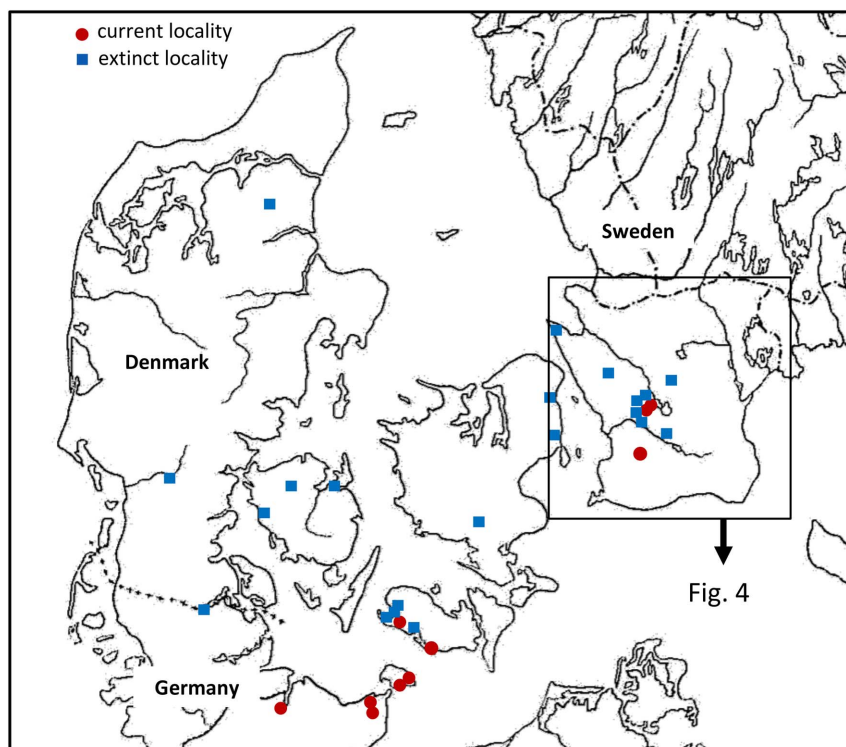 current locality
extinct locality
Sweden
Denmark
Fig. 4
Germany